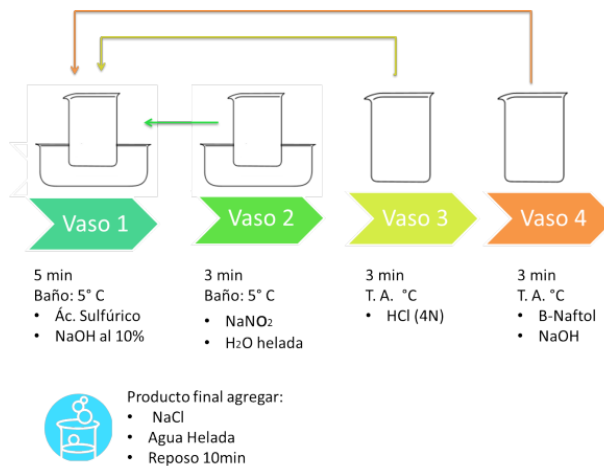 Vaso 1
Vaso 2
Vaso 3
Vaso 4
5 min
Baño: 5° C
• Ác. Sulfúrico
• NaOH al 10%
3 min
Baño: 5° C
• NaNO₂
• H₂O helada
3 min
T. A. °C
• HCl (4N)
3 min
T. A. °C
• B-Naftol
• NaOH
Producto final agregar:
• NaCl
• Agua Helada
• Reposo 10min